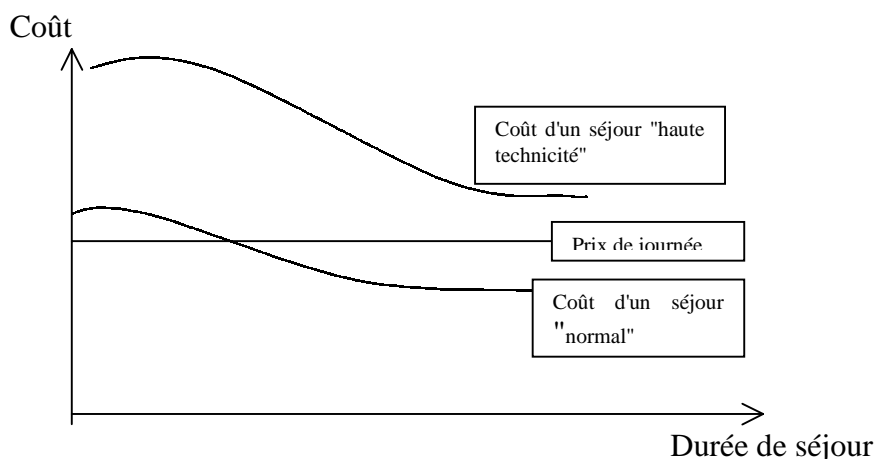 Coût
Coût d'un séjour "haute
technicité"
Prix de journée
Coût d'un séjour
"normal"
Durée de séjour